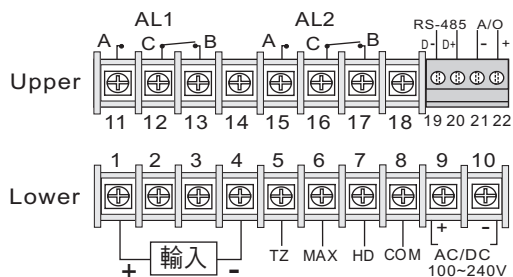 AL1 AL2 RS-485 A/O
A C B A C B D- D+ - +
Upper
11 12 13 14 15 16 17 18 19 20 21 22
1 2 3 4 5 6 7 8 9 10
Lower
+ 輸入 - TZ MAX HD COM + -
AC/DC
100~240V